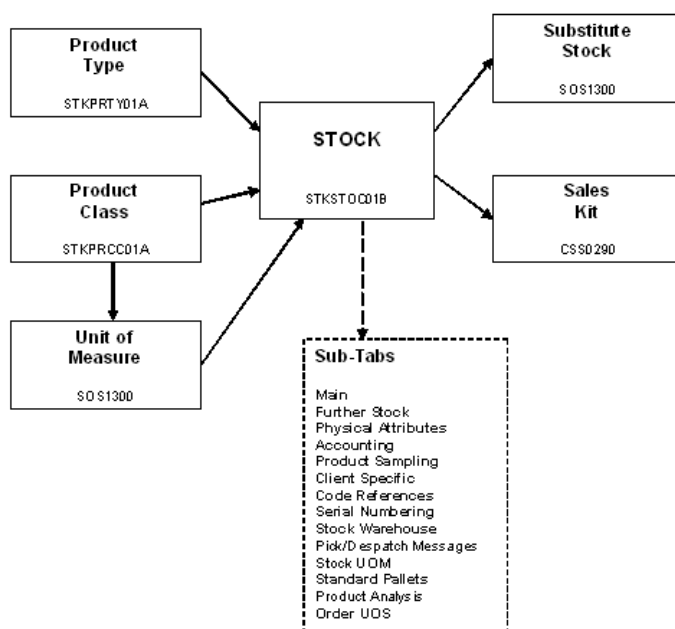 Product
Type
STKPRTY01A
Substitute
Stock
SOS1300
STOCK
STKSTOC01B
Product
Class
STKPRCC01A
Sales
Kit
CSS0290
Unit of
Measure
SOS1300
Sub-Tabs
Main
Further Stock
Physical Attributes
Accounting
Product Sampling
Client Specific
Code References
Serial Numbering
Stock Warehouse
Pick/Despatch Messages
Stock UOM
Standard Pallets
Product Analysis
Order UOS